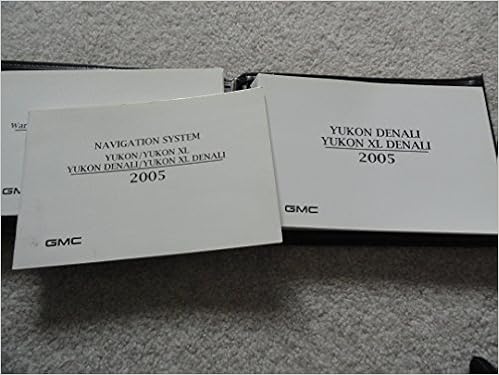 War
GMC
NAVIGATION SYSTEM
YUKON/YUKON XL
YUKON DENALI/YUKON XL DENALI
2005
GMC
YUKON DENALI
YUKON XL DENALI
2005
GMC